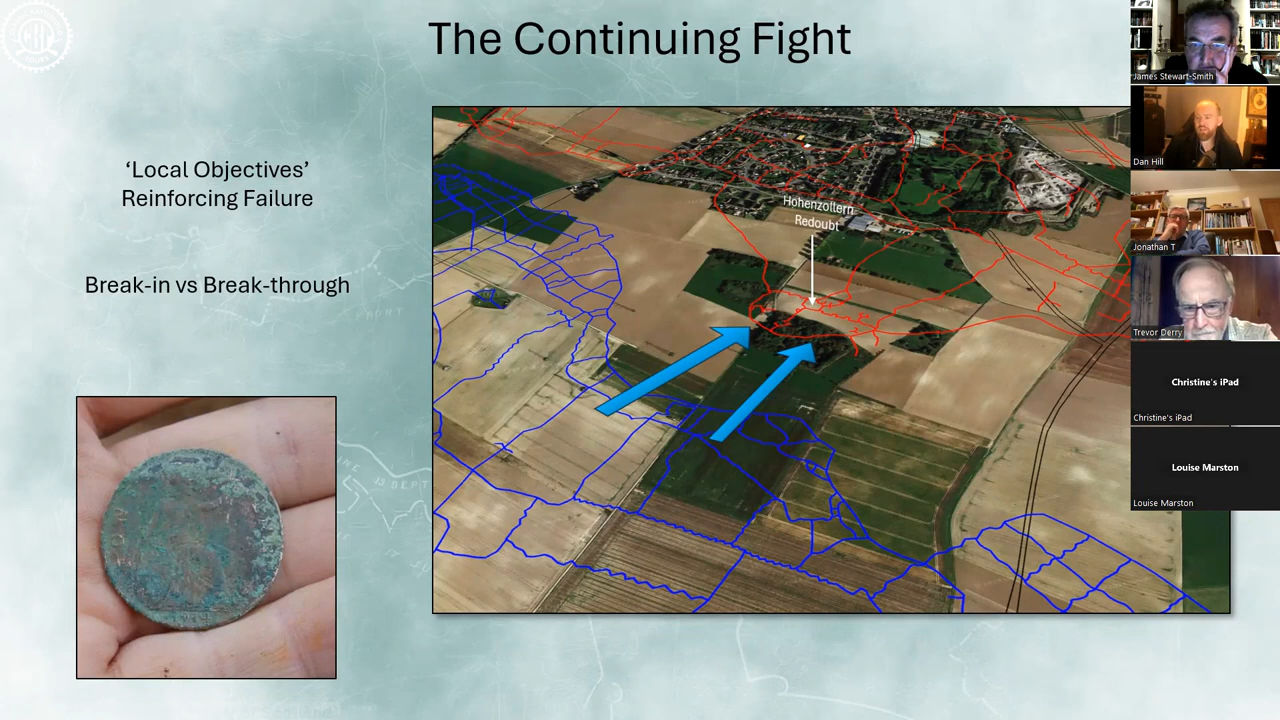 The Continuing Fight
‘Local Objectives’
Reinforcing Failure
Break-in vs Break-through
Hohenzollern
Redoubt
James Stewart-Smith
Dan Hill
Jonathan T
Trevor Derry
Christine's iPad
Christine's iPad
Louise Marston
Louise Marston